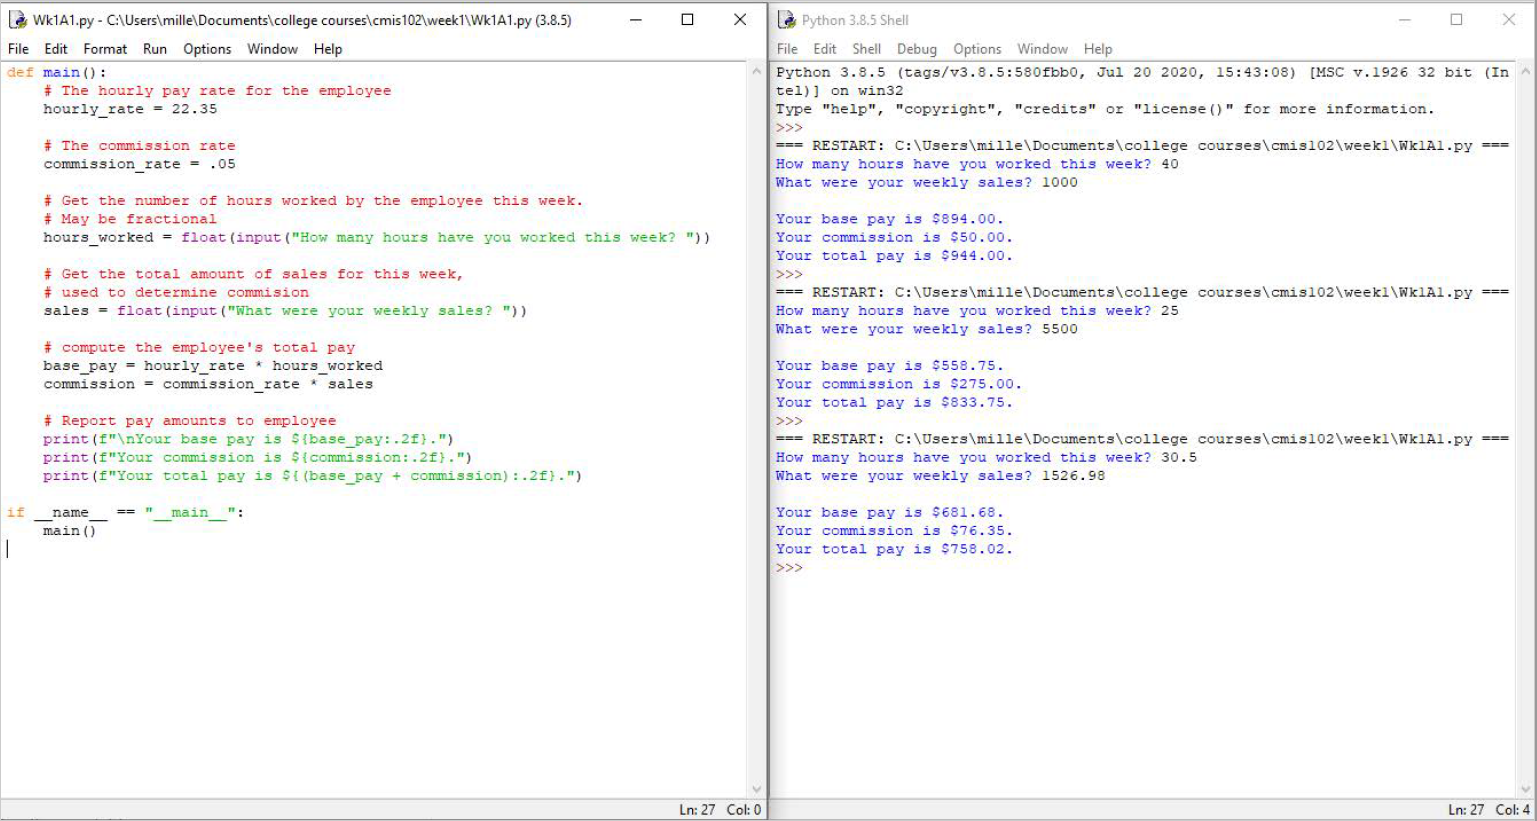 Wk1A1.py - C:\Users\mille\Documents\college courses\cmis102\week1\Wk1A1.py (3.8.5)
File Edit Format Run Options Window Help
def main():
    # The hourly pay rate for the employee
    hourly_rate = 22.35

    # The commission rate
    commission_rate = .05

    # Get the number of hours worked by the employee this week.
    # May be fractional
    hours_worked = float(input("How many hours have you worked this week? "))

    # Get the total amount of sales for this week,
    # used to determine commision
    sales = float(input("What were your weekly sales? "))

    # compute the employee's total pay
    base_pay = hourly_rate * hours_worked
    commission = commission_rate * sales

    # Report pay amounts to employee
    print(f"\nYour base pay is ${base_pay:.2f}.")
    print(f"Your commission is ${commission:.2f}.")
    print(f"Your total pay is ${(base_pay + commission):.2f}.")

if __name__ == "__main__":
    main()
Ln: 27 Col: 0
Python 3.8.5 Shell
File Edit Shell Debug Options Window Help
Python 3.8.5 (tags/v3.8.5:580fbb0, Jul 20 2020, 15:43:08) [MSC v.1926 32 bit (In
tel)] on win32
Type "help", "copyright", "credits" or "license()" for more information.
>>>
=== RESTART: C:\Users\mille\Documents\college courses\cmis102\week1\Wk1A1.py ===
How many hours have you worked this week? 40
What were your weekly sales? 1000

Your base pay is $894.00.
Your commission is $50.00.
Your total pay is $944.00.
>>>
=== RESTART: C:\Users\mille\Documents\college courses\cmis102\week1\Wk1A1.py ===
How many hours have you worked this week? 25
What were your weekly sales? 5500

Your base pay is $558.75.
Your commission is $275.00.
Your total pay is $833.75.
>>>
=== RESTART: C:\Users\mille\Documents\college courses\cmis102\week1\Wk1A1.py ===
How many hours have you worked this week? 30.5
What were your weekly sales? 1526.98

Your base pay is $681.68.
Your commission is $76.35.
Your total pay is $758.02.
>>>
Ln: 27 Col: 4